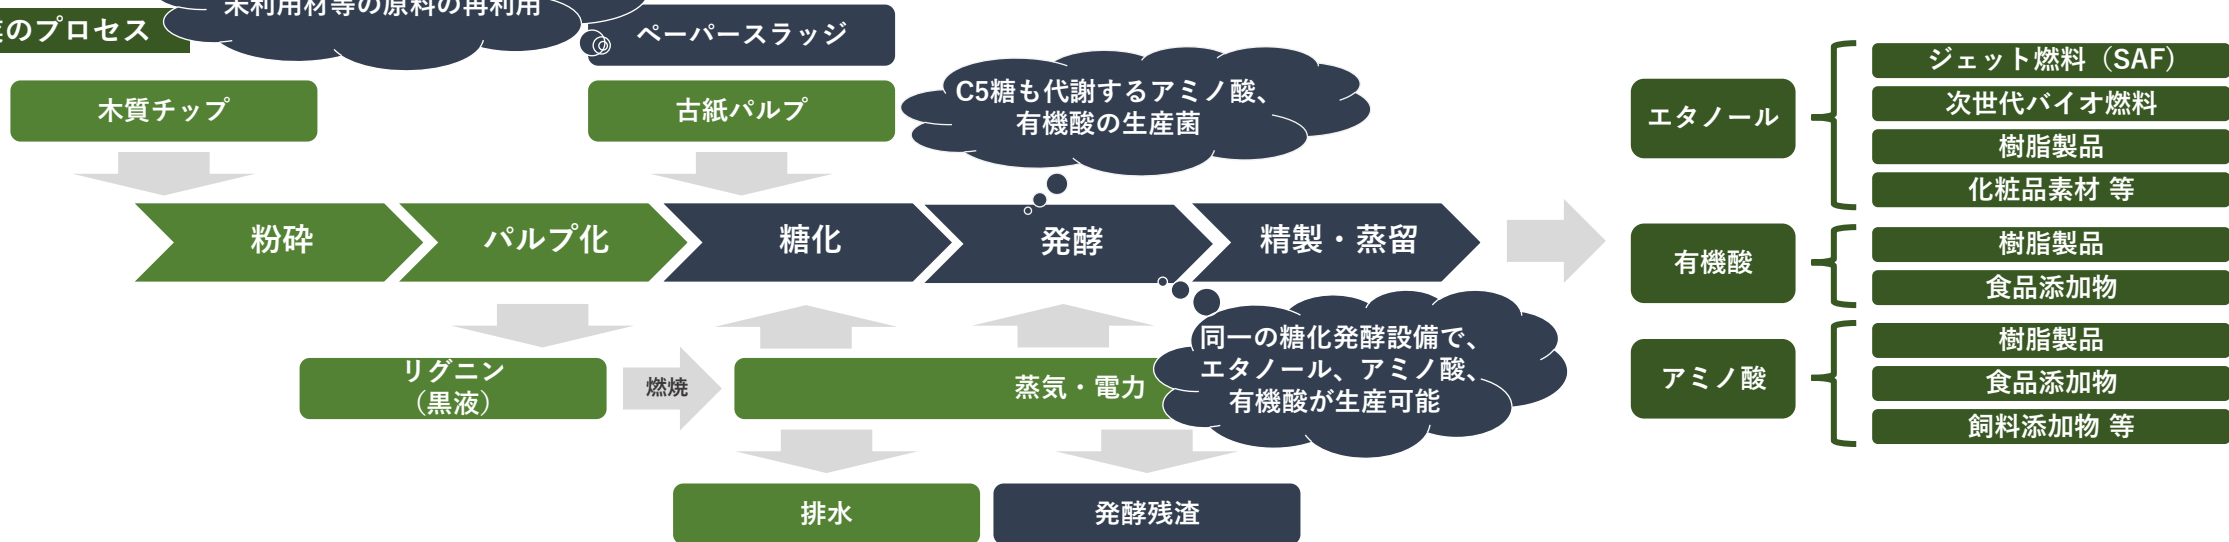 未利用材等の原料の再利用
のプロセス
ペーパースラッジ
木質チップ
古紙パルプ
C5糖も代謝するアミノ酸、
有機酸の生産菌
粉砕
パルプ化
糖化
発酵
精製・蒸留
リグニン
（黒液）
燃焼
蒸気・電力
同一の糖化発酵設備で、
エタノール、アミノ酸、
有機酸が生産可能
排水
発酵残渣
エタノール
ジェット燃料（SAF）
次世代バイオ燃料
樹脂製品
化粧品素材 等
有機酸
樹脂製品
食品添加物
アミノ酸
樹脂製品
食品添加物
飼料添加物 等